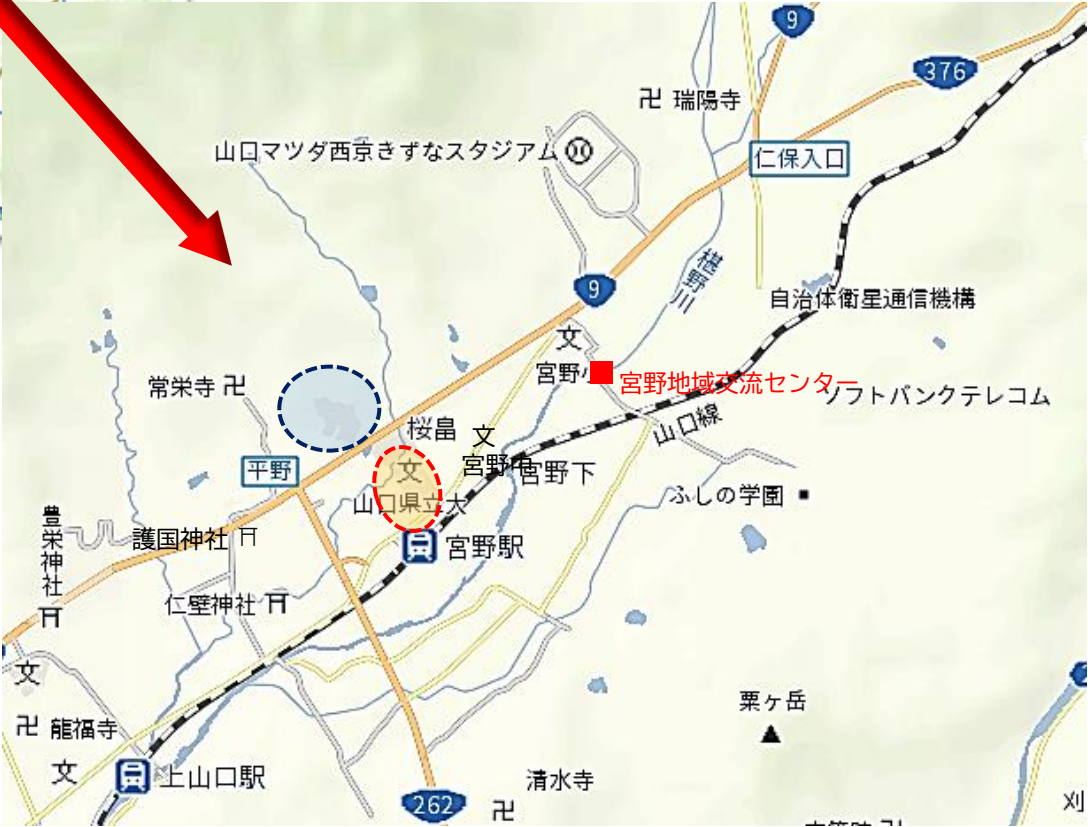 9
376
卍 瑞陽寺
山口マツダ西京きずなスタジアム
仁保入口
椹野川
9
自治体衛星通信機構
文
宮野小
宮野地域交流センター
常栄寺 卍
ソフトバンクテレコム
山口線
桜畠
文
平野
文
宮野中
宮野下
山口県立大
ふしの学園
豊栄神社
護国神社
宮野駅
仁壁神社
文
栗ヶ岳
卍 龍福寺
文
上山口駅
清水寺
卍
262
2
刈